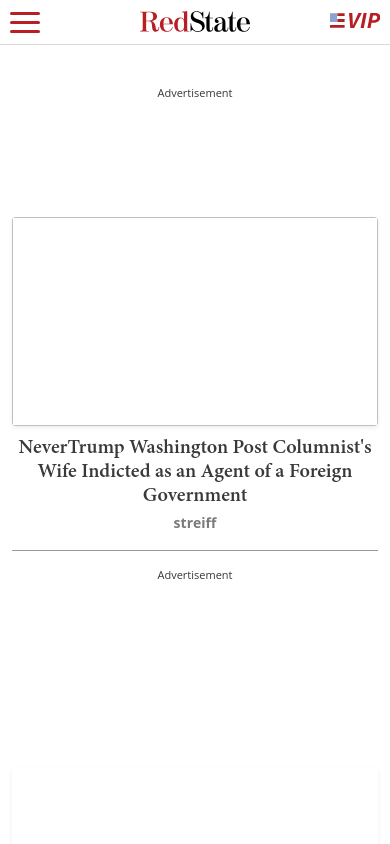 RedState
VIP
Advertisement
NeverTrump Washington Post Columnist's
Wife Indicted as an Agent of a Foreign
Government
streiff
Advertisement